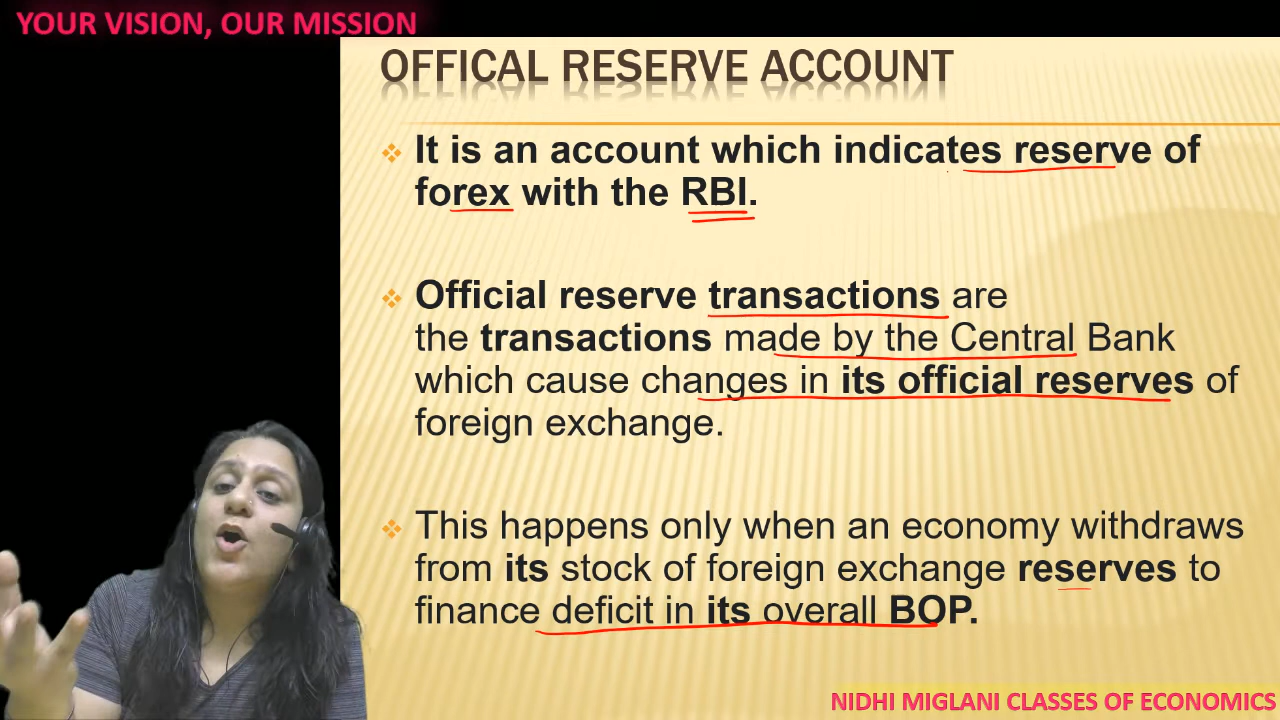 YOUR VISION, OUR MISSION
OFFICAL RESERVE ACCOUNT
It is an account which indicates reserve of
forex with the RBI.
Official reserve transactions are
the transactions made by the Central Bank
which cause changes in its official reserves of
foreign exchange.
This happens only when an economy withdraws
from its stock of foreign exchange reserves to
finance deficit in its overall BOP.
NIDHI MIGLANI CLASSES OF ECONOMICS